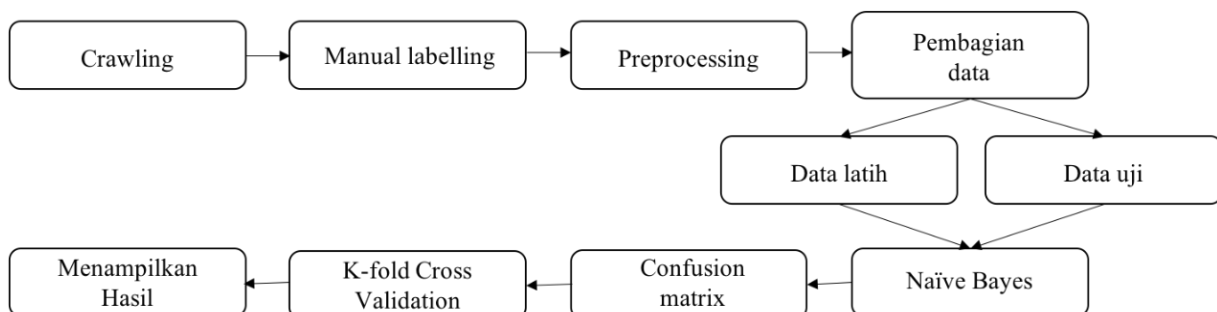 Crawling
Manual labelling
Preprocessing
Pembagian
data
Data latih
Data uji
Naïve Bayes
Confusion
matrix
K-fold Cross
Validation
Menampilkan
Hasil